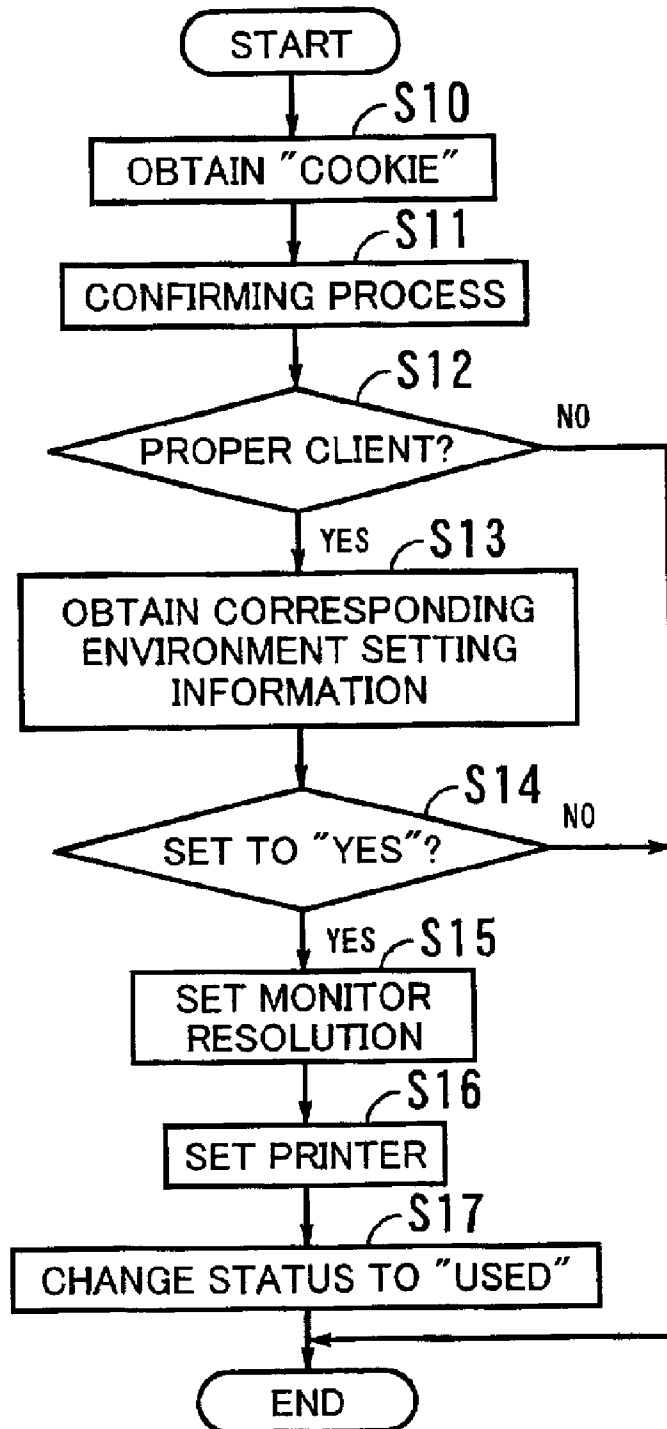 START
S10
OBTAIN "COOKIE"
S11
CONFIRMING PROCESS
S12
PROPER CLIENT?
NO
YES
S13
OBTAIN CORRESPONDING
ENVIRONMENT SETTING
INFORMATION
S14
SET TO "YES"?
NO
YES
S15
SET MONITOR
RESOLUTION
S16
SET PRINTER
S17
CHANGE STATUS TO "USED"
END